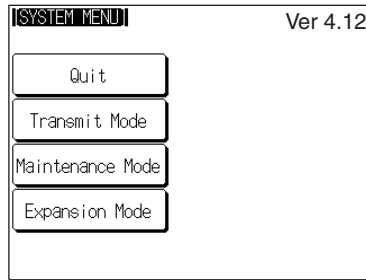 SYSTEM MENU
Ver 4.12
Quit
Transmit Mode
Maintenance Mode
Expansion Mode